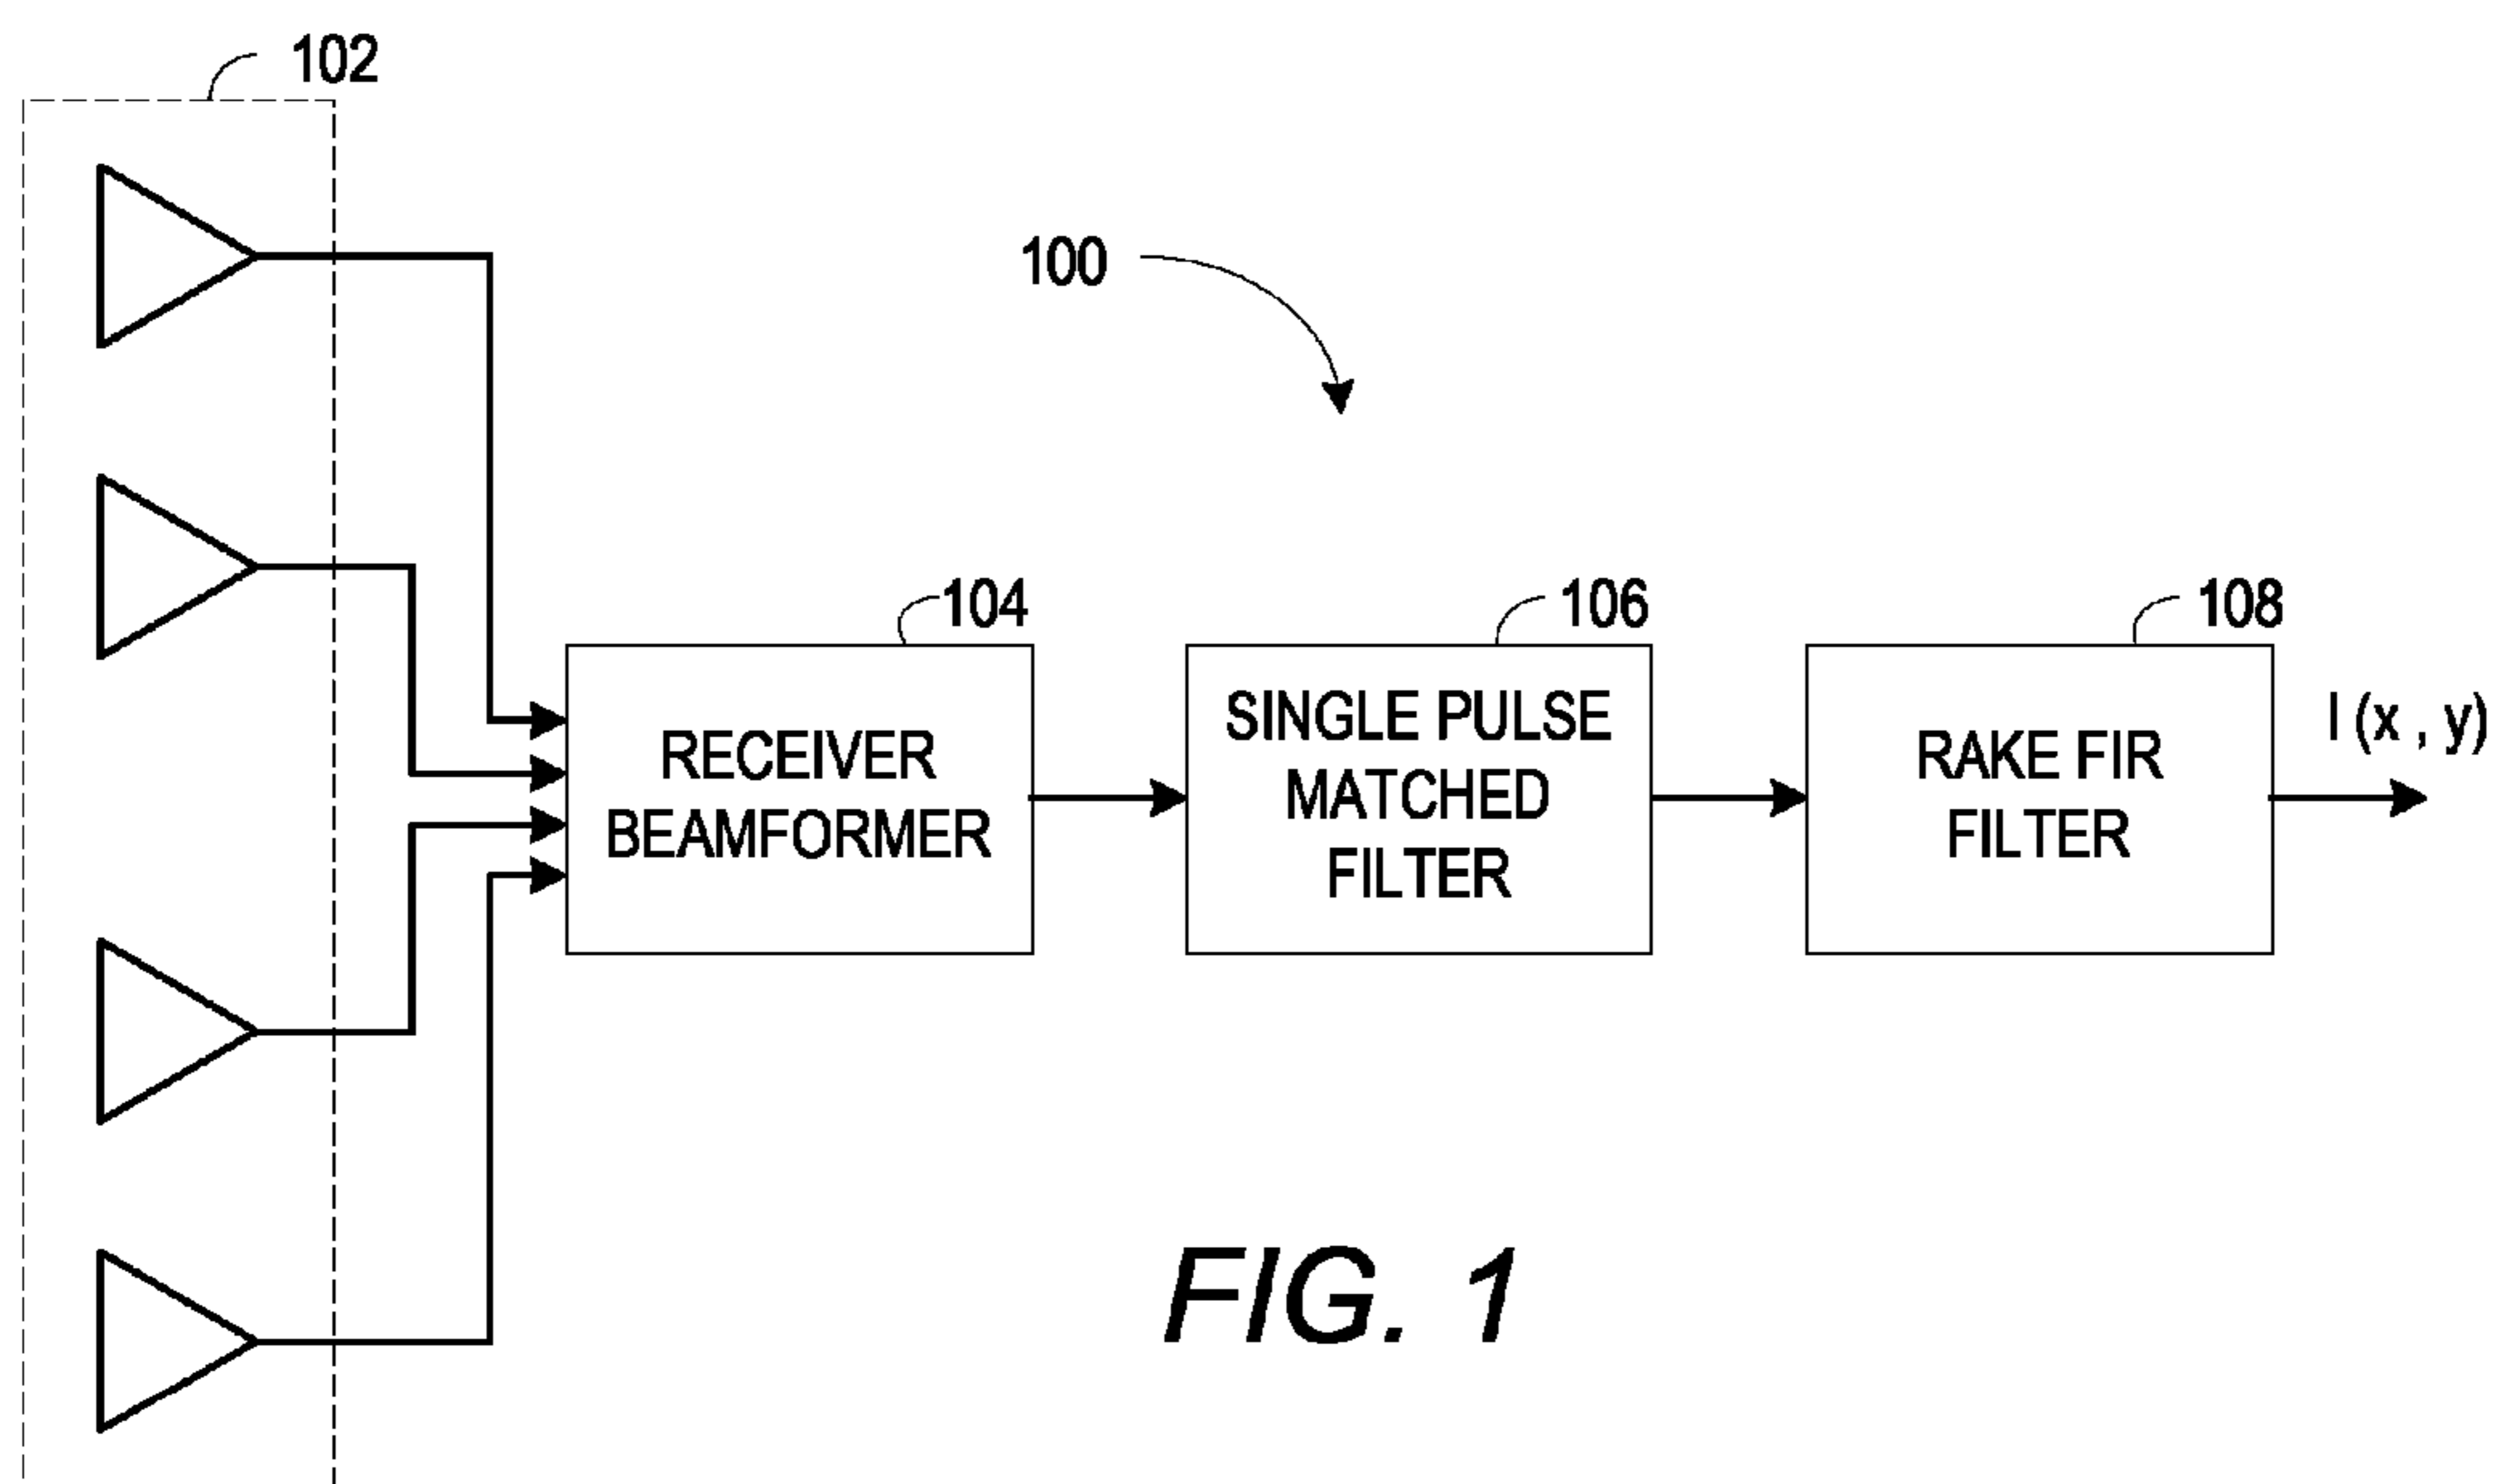 102
100
104
106
108
RECEIVER
BEAMFORMER
SINGLE PULSE
MATCHED
FILTER
RAKE FIR
FILTER
I (x , y)
FIG. 1